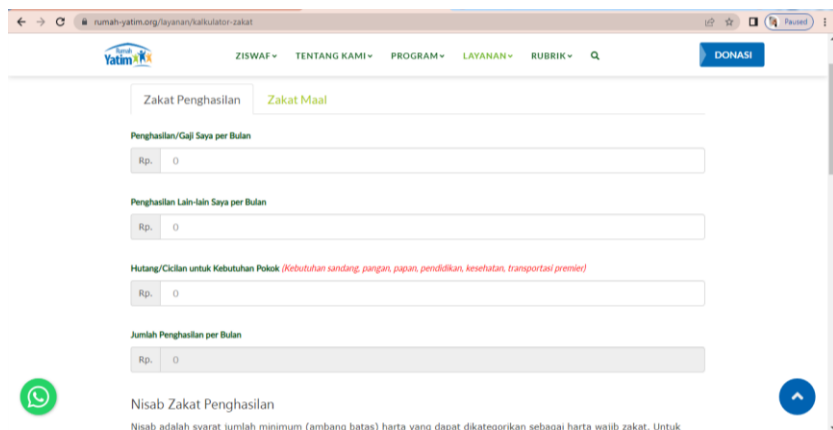 rumah-yatim.org/layanan/kalkulator-zakat
Paused
Rumah
Yatim
ZISWAF
TENTANG KAMI
PROGRAM
LAYANAN
RUBRIK
DONASI
Zakat Penghasilan
Zakat Maal
Penghasilan/Gaji Saya per Bulan
Rp. 0
Penghasilan Lain-lain Saya per Bulan
Rp. 0
Hutang/Cicilan untuk Kebutuhan Pokok (Kebutuhan sandang, pangan, papan, pendidikan, kesehatan, transportasi premier)
Rp. 0
Jumlah Penghasilan per Bulan
Rp. 0
Nisab Zakat Penghasilan
Nisab adalah syarat jumlah minimum (ambang batas) harta yang dapat dikategorikan sebagai harta wajib zakat. Untuk